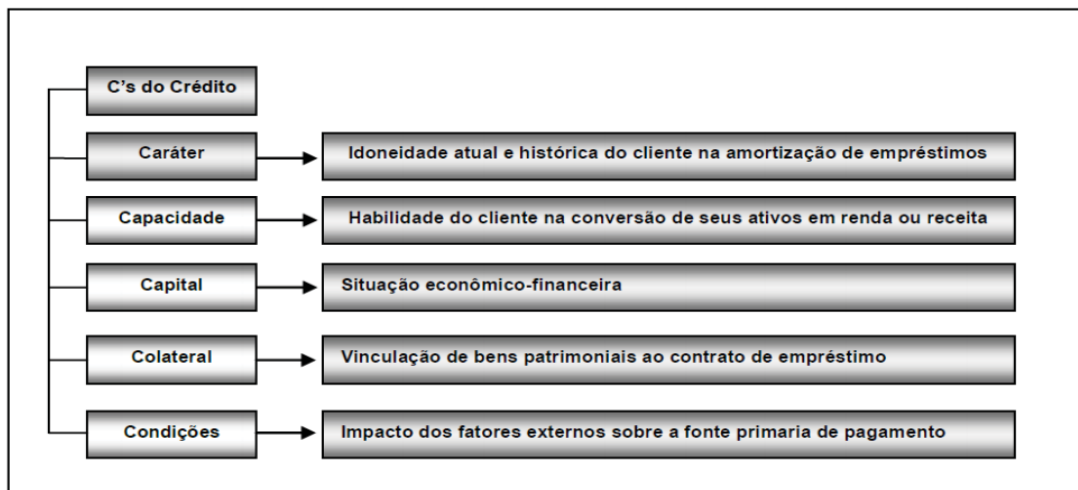 C's do Crédito
Caráter
Idoneidade atual e histórica do cliente na amortização de empréstimos
Capacidade
Habilidade do cliente na conversão de seus ativos em renda ou receita
Capital
Situação econômico-financeira
Colateral
Vinculação de bens patrimoniais ao contrato de empréstimo
Condições
Impacto dos fatores externos sobre a fonte primaria de pagamento